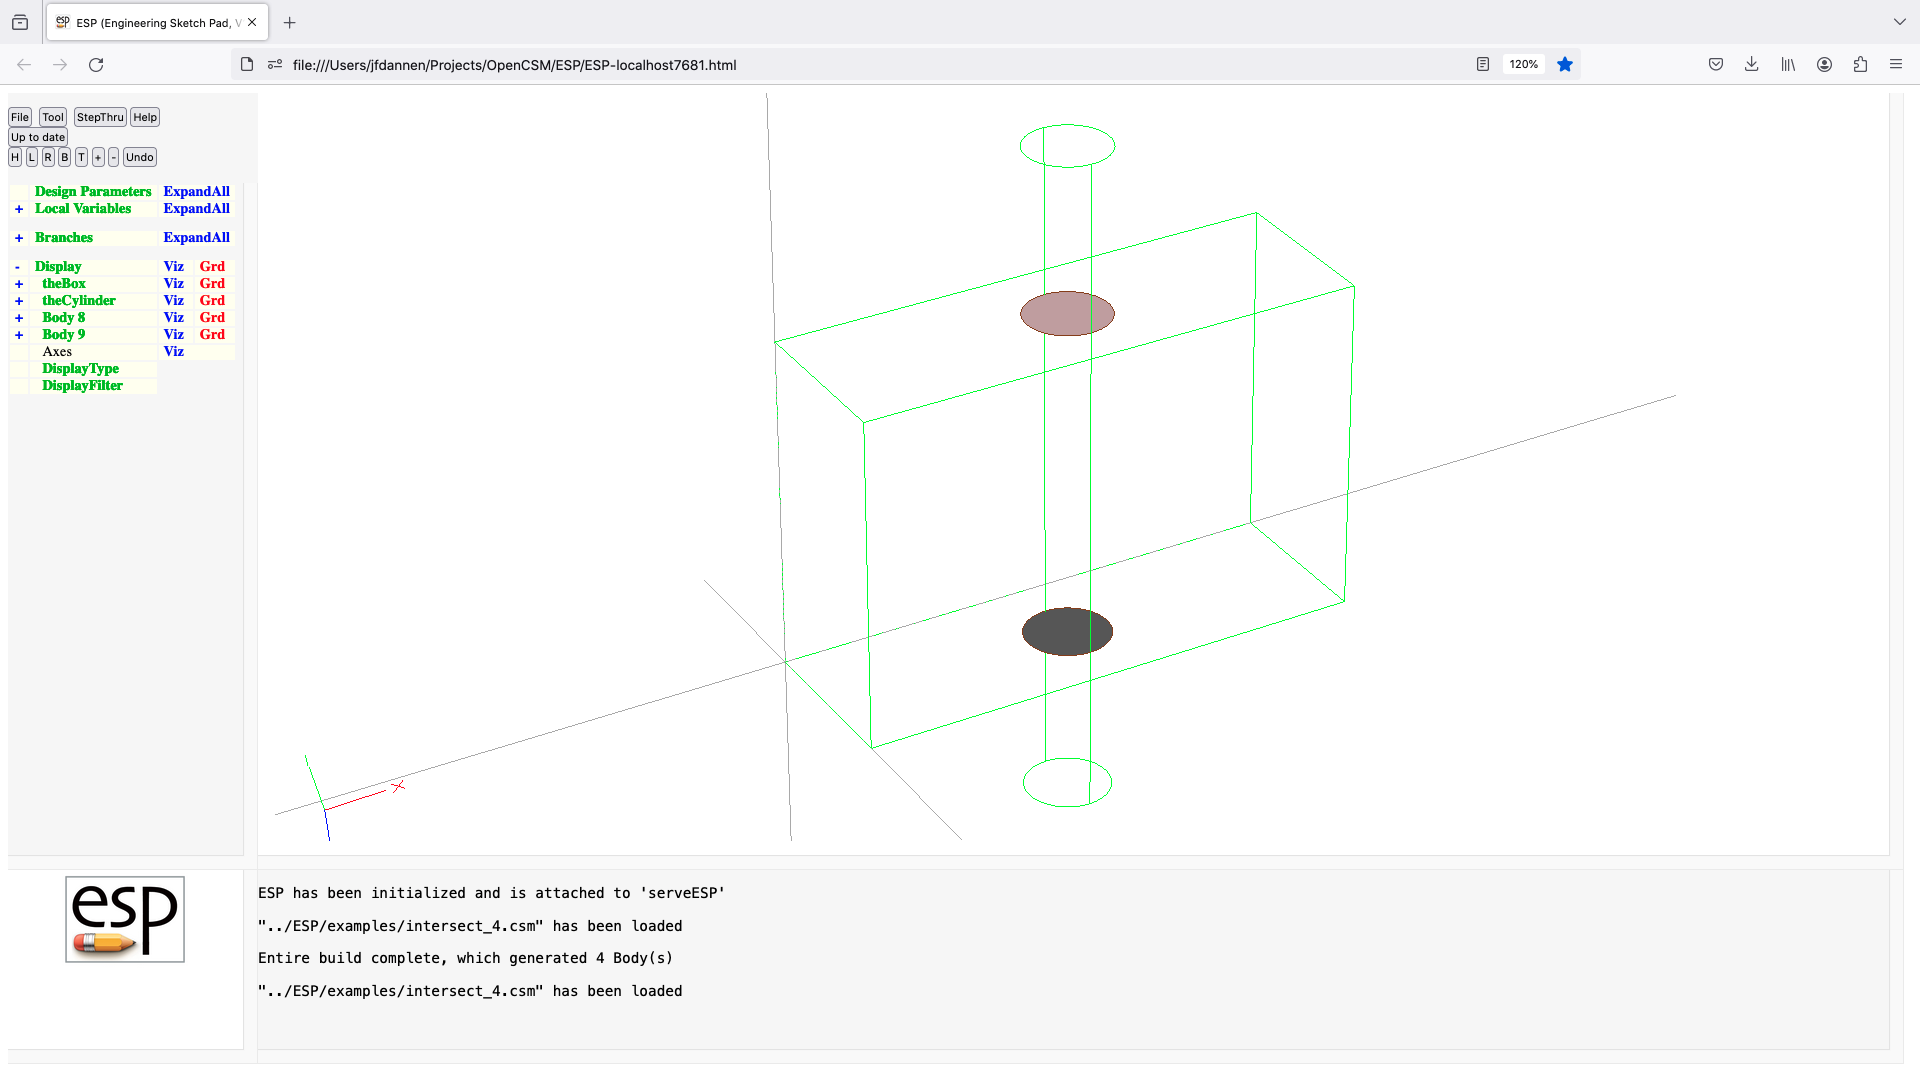 ESP (Engineering Sketch Pad, V
file:///Users/jfdannen/Projects/OpenCSM/ESP/ESP-localhost7681.html
120%
File Tool StepThru Help
Up to date
H L R B T + - Undo
Design Parameters ExpandAll
+ Local Variables ExpandAll
+ Branches ExpandAll
- Display Viz Grd
+ theBox Viz Grd
+ theCylinder Viz Grd
+ Body 8 Viz Grd
+ Body 9 Viz Grd
Axes Viz
DisplayType
DisplayFilter
X
esp
ESP has been initialized and is attached to 'serveESP'
"../ESP/examples/intersect_4.csm" has been loaded
Entire build complete, which generated 4 Body(s)
"../ESP/examples/intersect_4.csm" has been loaded